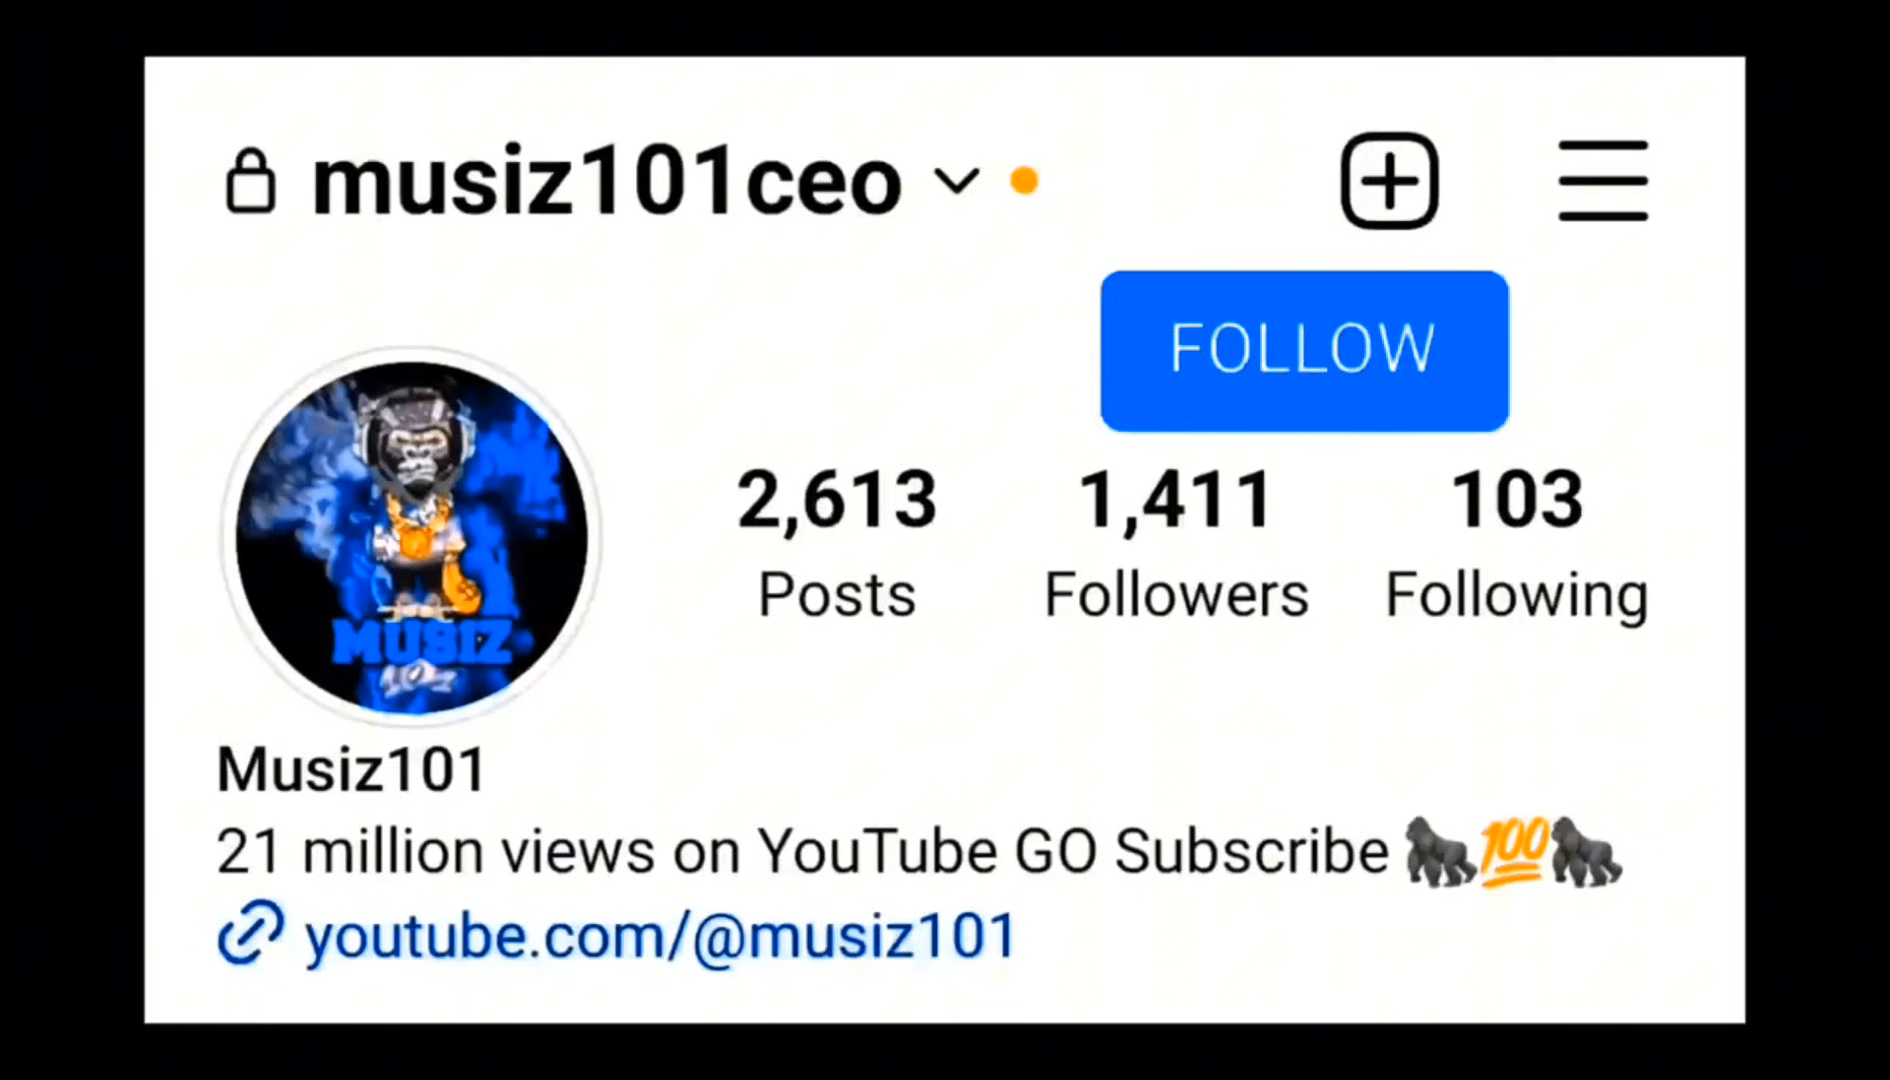 musiz101ceo
FOLLOW
2,613 1,411 103
Posts Followers Following
MUSIZ
101
Musiz101
21 million views on YouTube GO Subscribe 🦍💯🦍
youtube.com/@musiz101